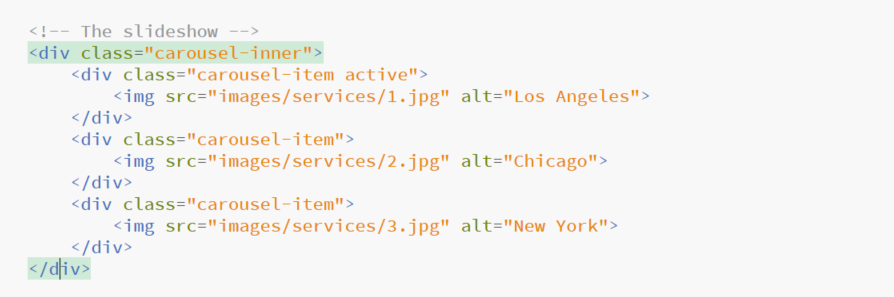 <!-- The slideshow -->
<div class="carousel-inner">
    <div class="carousel-item active">
        <img src="images/services/1.jpg" alt="Los Angeles">
    </div>
    <div class="carousel-item">
        <img src="images/services/2.jpg" alt="Chicago">
    </div>
    <div class="carousel-item">
        <img src="images/services/3.jpg" alt="New York">
    </div>
</div>